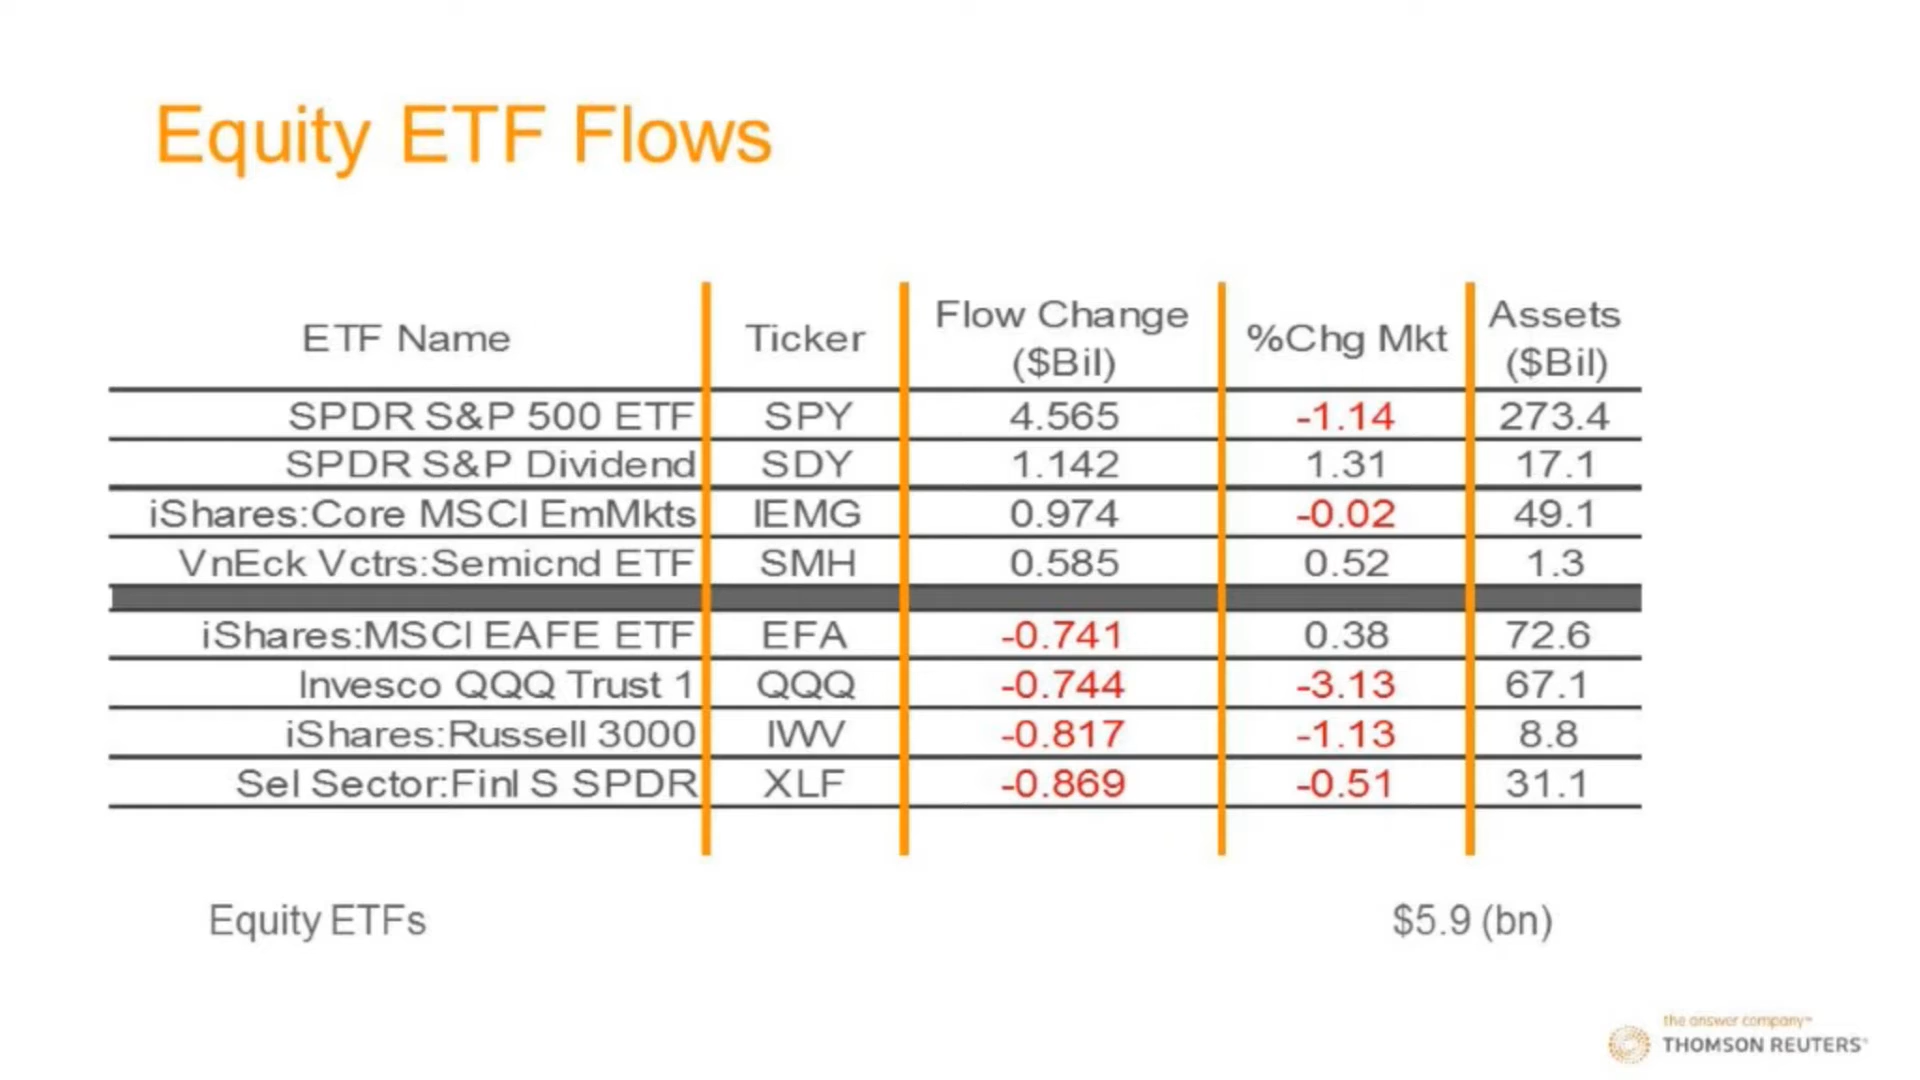 Equity ETF Flows
ETF Name Ticker Flow Change ($Bil) %Chg Mkt Assets ($Bil)
SPDR S&P 500 ETF SPY 4.565 -1.14 273.4
SPDR S&P Dividend SDY 1.142 1.31 17.1
iShares:Core MSCI EmMkts IEMG 0.974 -0.02 49.1
VnEck Vctrs:Semicnd ETF SMH 0.585 0.52 1.3
iShares:MSCI EAFE ETF EFA -0.741 0.38 72.6
Invesco QQQ Trust 1 QQQ -0.744 -3.13 67.1
iShares:Russell 3000 IWV -0.817 -1.13 8.8
Sel Sector:Finl S SPDR XLF -0.869 -0.51 31.1
Equity ETFs $5.9 (bn)
the answer company™
THOMSON REUTERS®